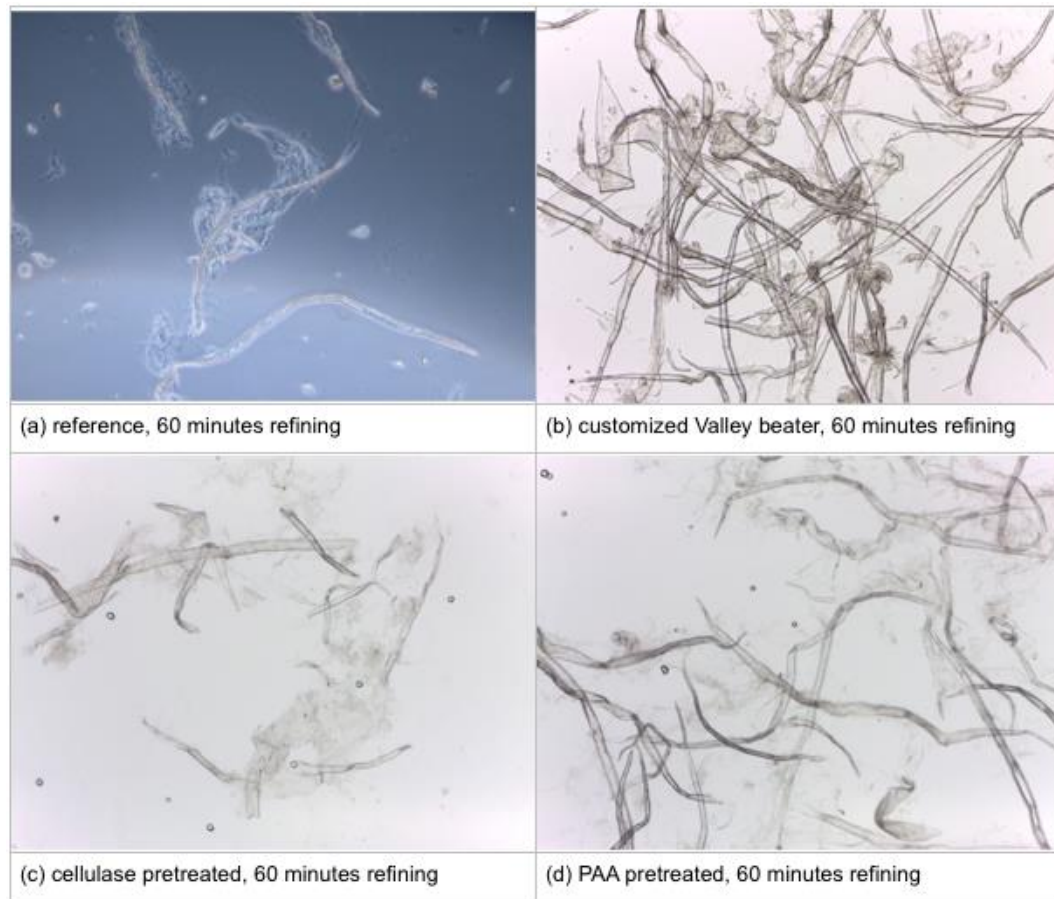 (a) reference, 60 minutes refining
(b) customized Valley beater, 60 minutes refining
(c) cellulase pretreated, 60 minutes refining
(d) PAA pretreated, 60 minutes refining